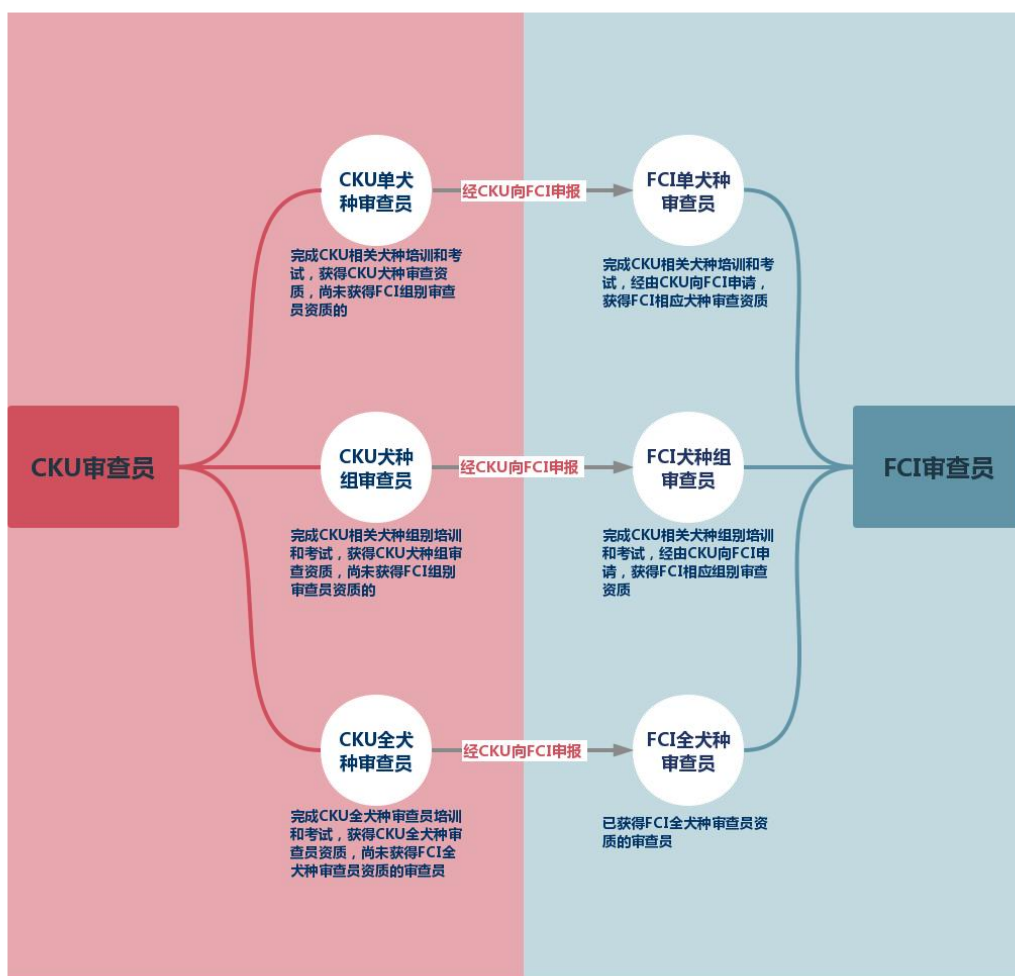 CKU单犬
种审查员
经CKU向FCI申报
FCI单犬种
审查员
完成CKU相关犬种培训和考
试，获得CKU犬种审查资
质，尚未获得FCI组别审查
员资质的
完成CKU相关犬种培训和考
试，经由CKU向FCI申请，
获得FCI相应犬种审查资质
CKU审查员
CKU犬种
组审查员
经CKU向FCI申报
FCI犬种组
审查员
FCI审查员
完成CKU相关犬种组别培训
和考试，获得CKU犬种组审
查资质，尚未获得FCI组别
审查员资质的
完成CKU相关犬种组别培训
和考试，经由CKU向FCI申
请，获得FCI相应组别审查
资质
CKU全犬
种审查员
经CKU向FCI申报
FCI全犬种
审查员
完成CKU全犬种审查员培训
和考试，获得CKU全犬种审
查员资质，尚未获得FCI全
犬种审查员资质的审查员
已获得FCI全犬种审查员资
质的审查员